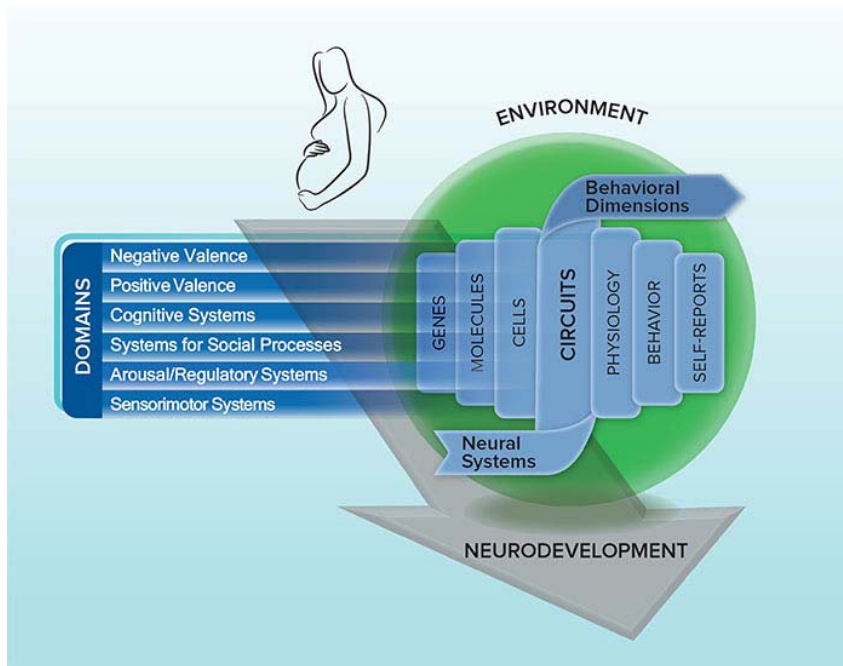 ENVIRONMENT
Behavioral
Dimensions
DOMAINS
Negative Valence
Positive Valence
Cognitive Systems
Systems for Social Processes
Arousal/Regulatory Systems
Sensorimotor Systems
GENES
MOLECULES
CELLS
CIRCUITS
PHYSIOLOGY
BEHAVIOR
SELF-REPORTS
Neural
Systems
NEURODEVELOPMENT